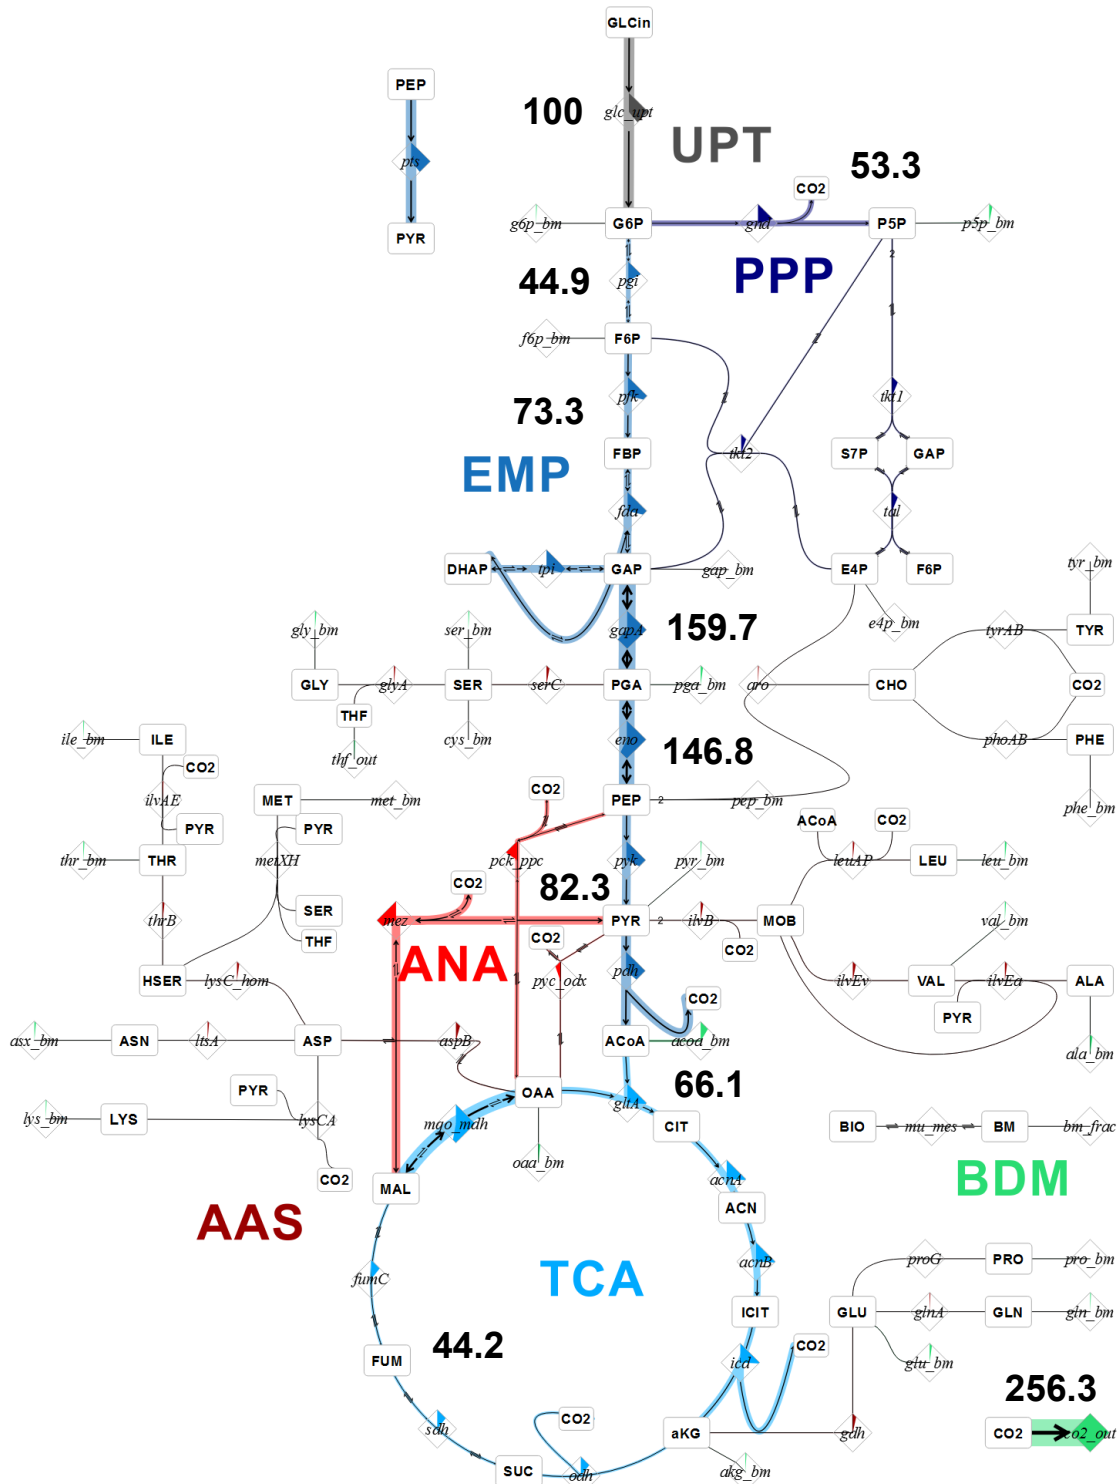 GLCin
PEP
100
glc_upt
UPT
53.3
pts
CO2
PYR
g6p_bm
G6P
gnd
P5P
p5p_bm
2
44.9
pgi
PPP
f6p_bm
F6P
73.3
pfk
tkt1
EMP
FBP
tkt2
S7P
GAP
fda
tal
DHAP
tpi
GAP
gap_bm
E4P
F6P
tyr_bm
e4p_bm
gly_bm
ser_bm
gapA
159.7
tyrAB
TYR
GLY
glyA
SER
serC
PGA
pga_bm
aro
CHO
CO2
THF
ile_bm
ILE
cys_bm
eno
146.8
phoAB
PHE
thf_out
CO2
ilvAE
MET
met_bm
CO2
PEP
2
pep_bm
phe_bm
PYR
PYR
ACoA
CO2
thr_bm
THR
metXH
pck_ppc
pyk
pyr_bm
leuAP
LEU
leu_bm
CO2
82.3
thrB
SER
mez
PYR
2
ilvB
MOB
val_bm
THF
CO2
CO2
HSER
lysC_hom
ANA
pyc_odx
pdh
ilvEv
VAL
ilvEa
ALA
CO2
PYR
asx_bm
ASN
ltsA
ASP
aspB
ACoA
acoa_bm
ala_bm
PYR
OAA
66.1
lys_bm
LYS
lysCA
mqo_mdh
gltA
CIT
BIO
mu_mes
BM
bm_frac
oaa_bm
CO2
MAL
acnA
BDM
AAS
ACN
TCA
fumC
acnB
proG
PRO
pro_bm
ICIT
GLU
glnA
GLN
gln_bm
44.2
FUM
icd
CO2
glu_bm
256.3
sdh
CO2
aKG
gdh
CO2
co2_out
SUC
odh
akg_bm